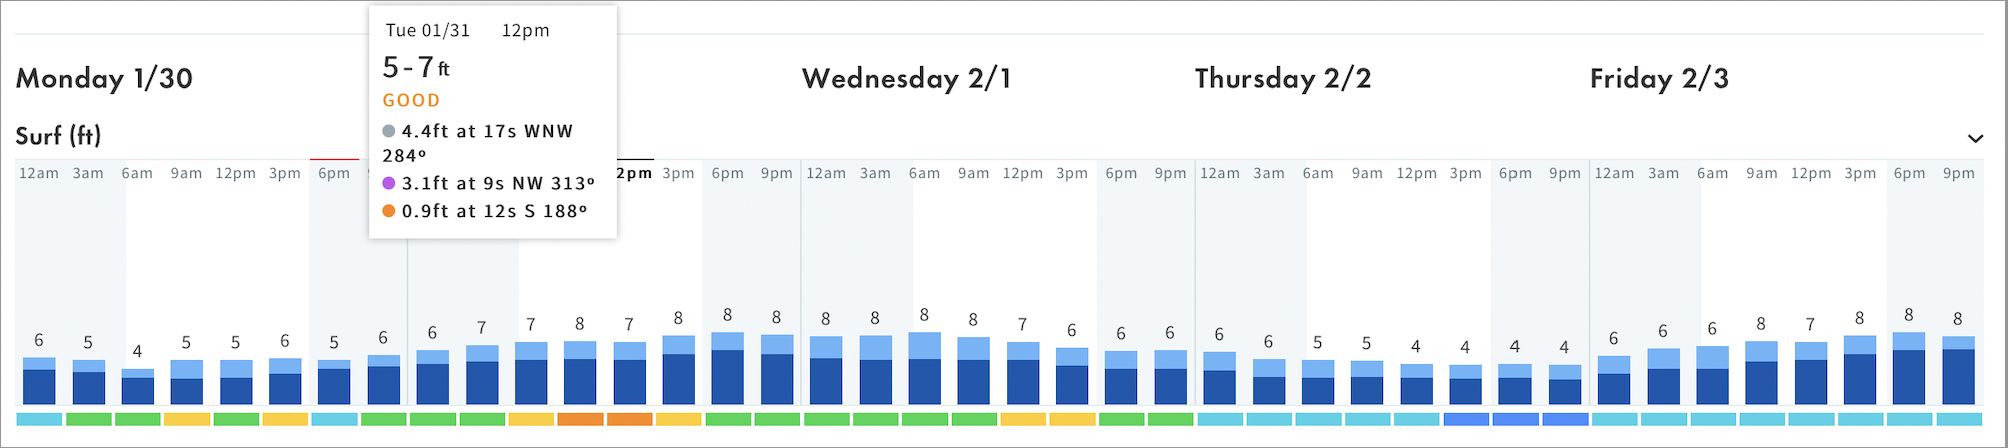 Tue 01/31 12pm
5-7ft
GOOD
4.4ft at 17s WNW
284º
3.1ft at 9s NW 313º
0.9ft at 12s S 188º
Monday 1/30 Wednesday 2/1 Thursday 2/2 Friday 2/3
Surf (ft)
12am 3am 6am 9am 12pm 3pm 6pm 2pm 3pm 6pm 9pm 12am 3am 6am 9am 12pm 3pm 6pm 9pm 12am 3am 6am 9am 12pm 3pm 6pm 9pm 12am 3am 6am 9am 12pm 3pm 6pm 9pm
6 5 4 5 5 6 5 6 6 7 7 8 7 8 8 8 8 8 8 8 7 6 6 6 6 6 5 5 4 4 4 4 6 6 6 8 7 8 8 8